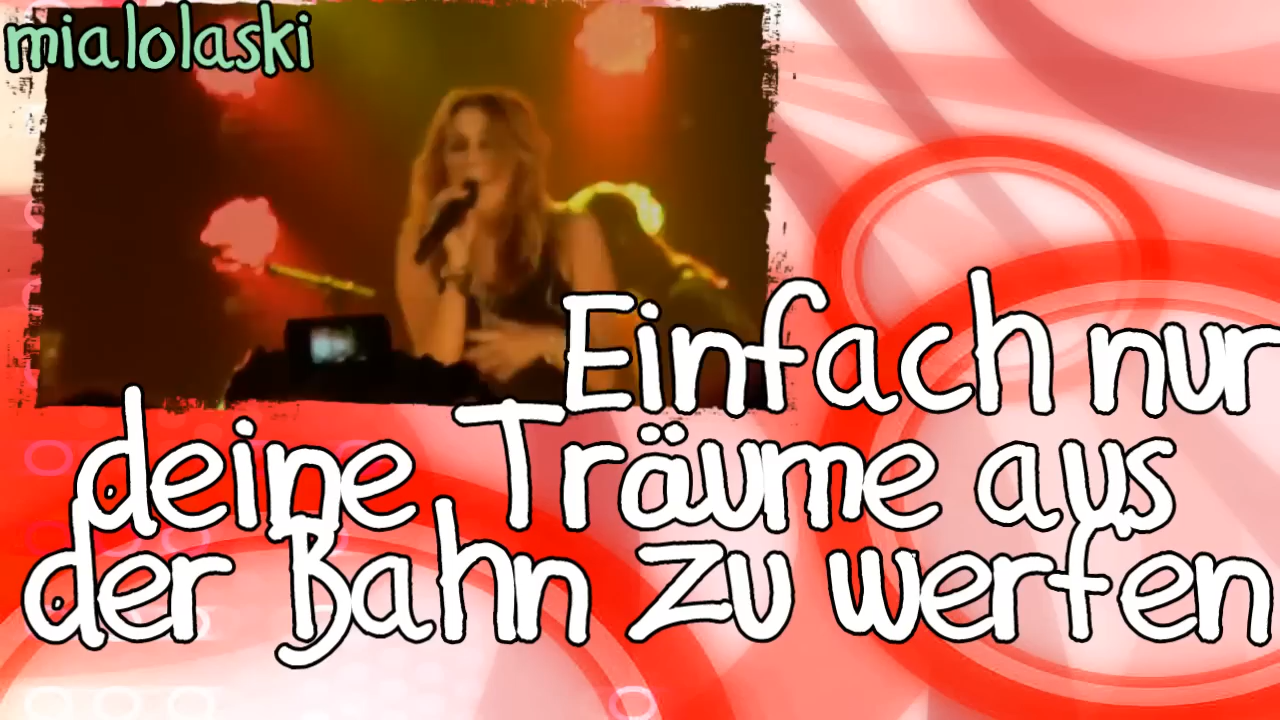 mialolaski
Einfach nur
deine Träume aus
der Bahn zu werfen